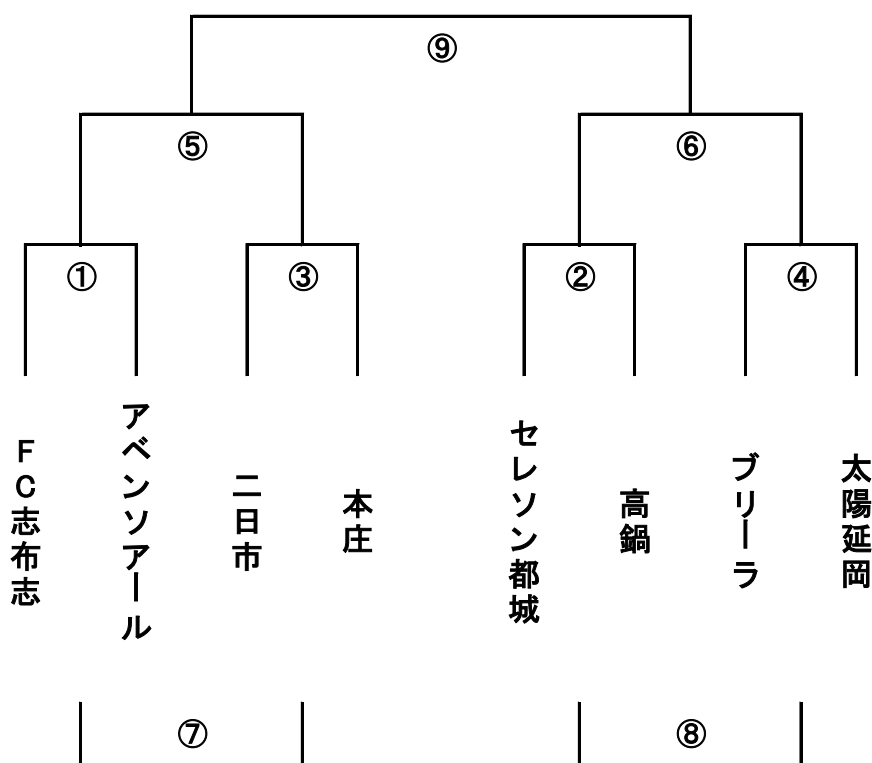 ⑨
⑤
⑥
①
③
②
④
FC志布志
アベンソアール
二日市
本庄
セレソン都城
高鍋
ブリーラ
太陽延岡
⑦
⑧